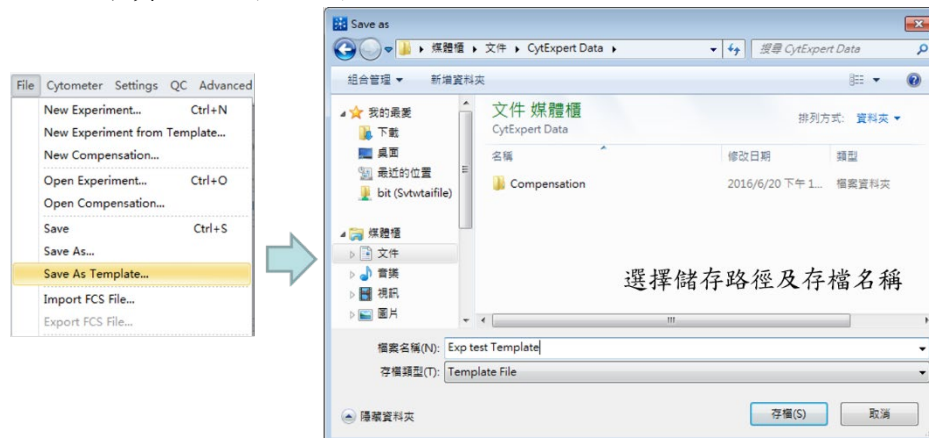 File Cytometer Settings QC Advanced
New Experiment... Ctrl+N
New Experiment from Template...
New Compensation...
Open Experiment... Ctrl+O
Open Compensation...
Save Ctrl+S
Save As...
Save As Template...
Import FCS File...
Export FCS File...
Save as
媒體櫃 ▸ 文件 ▸ CytExpert Data ▸
搜尋 CytExpert Data
組合管理 ▼ 新增資料夾
我的最愛
下載
桌面
最近的位置
bit (Svtwtaifile)
媒體櫃
文件
音樂
視訊
圖片
文件 媒體櫃
CytExpert Data
排列方式: 資料夾 ▼
名稱 修改日期 類型
Compensation 2016/6/20 下午 1... 檔案資料夾
選擇儲存路徑及存檔名稱
檔案名稱(N): Exp test Template
存檔類型(T): Template File
隱藏資料夾
存檔(S) 取消